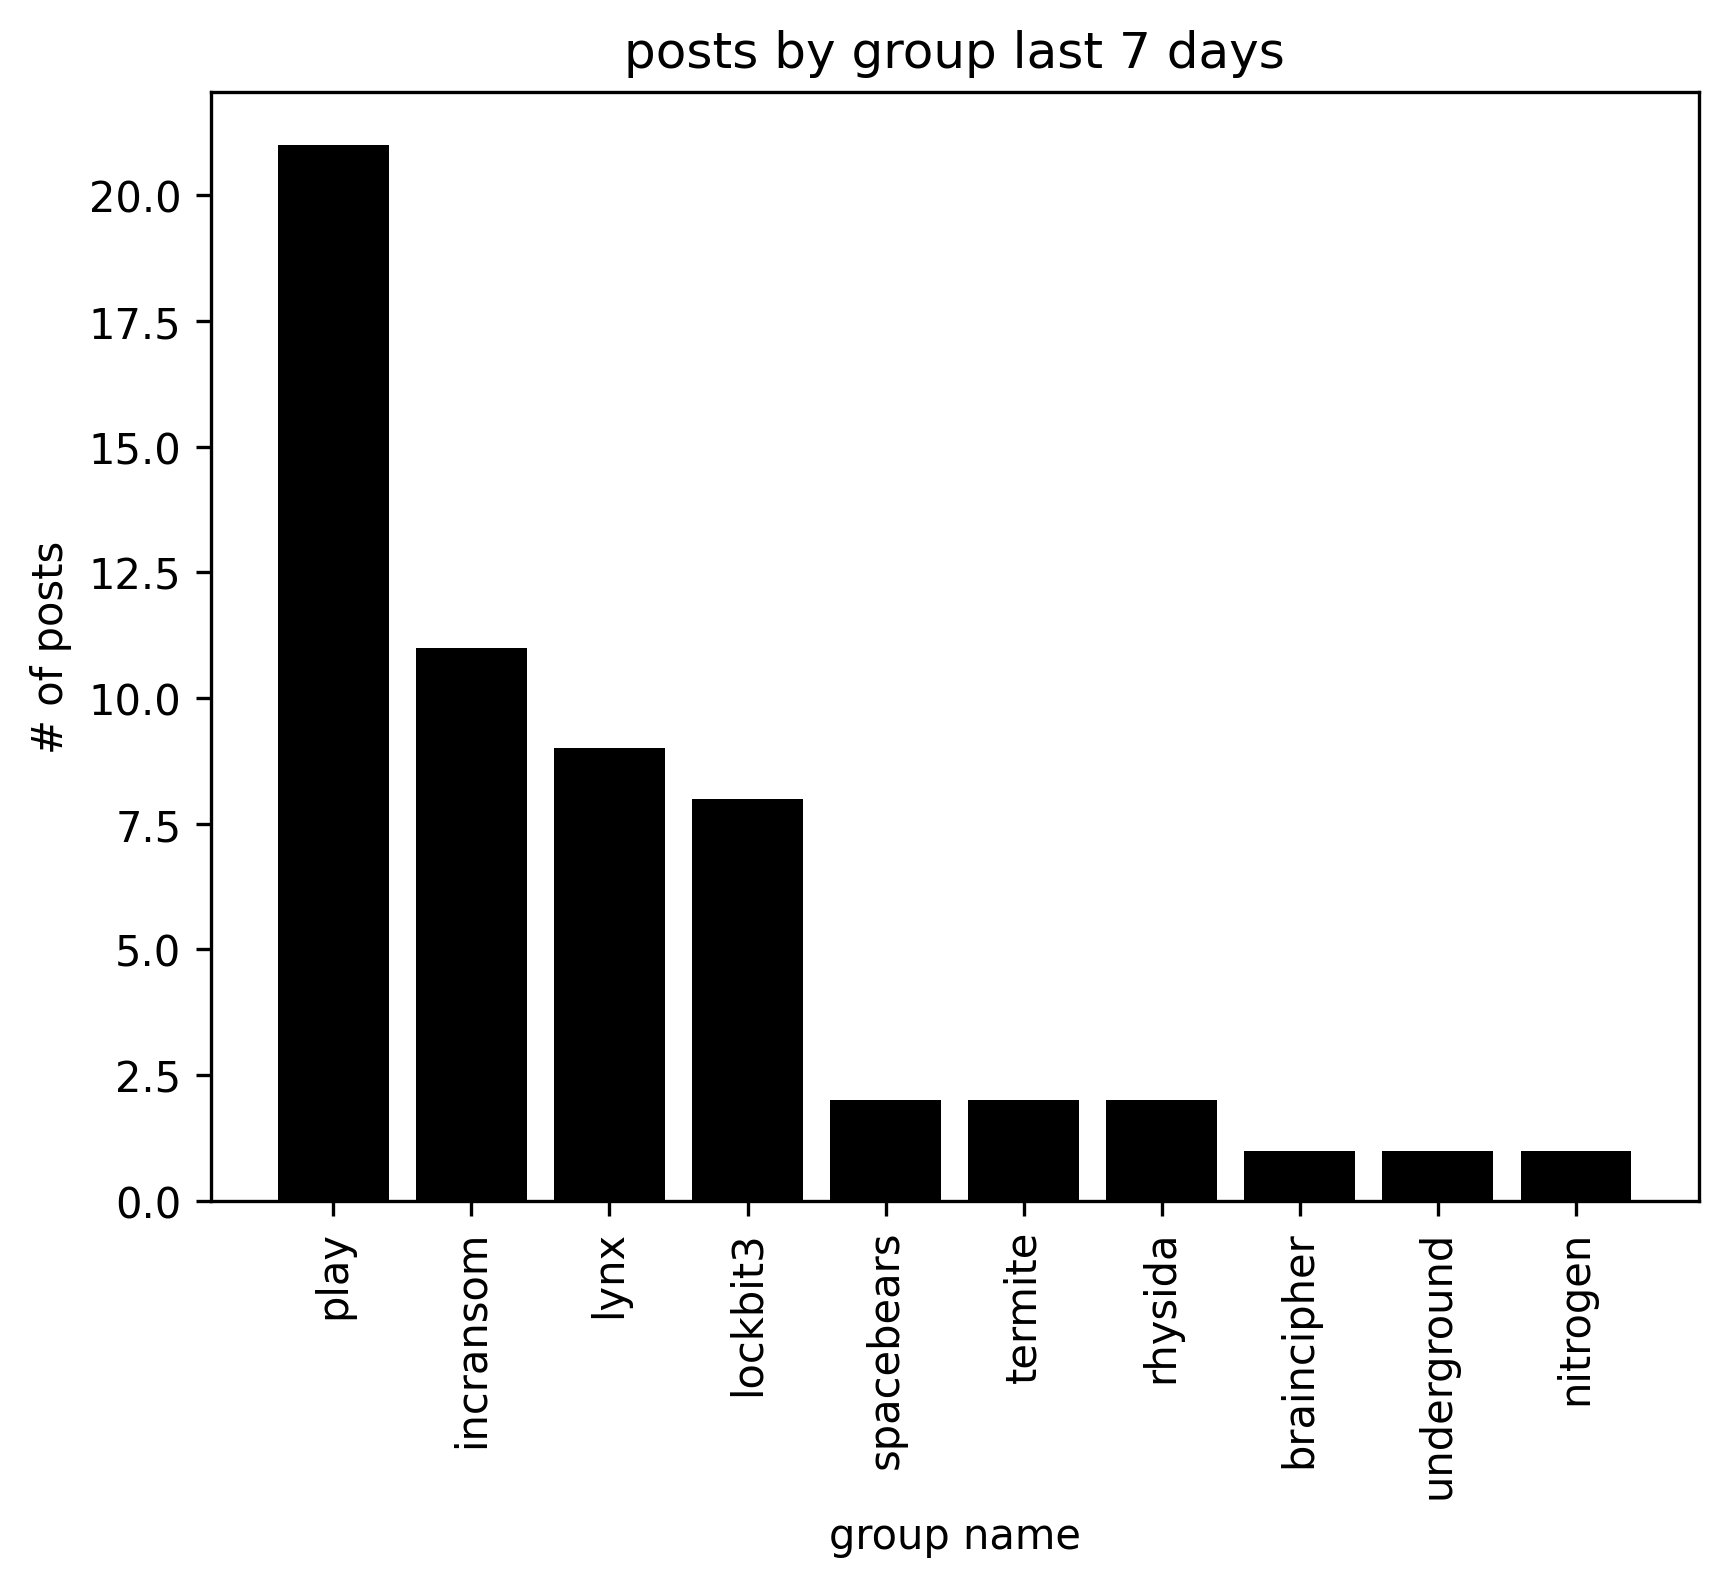 posts by group last 7 days
# of posts
20.0
17.5
15.0
12.5
10.0
7.5
5.0
2.5
0.0
play
incransom
lynx
lockbit3
spacebears
termite
rhysida
braincipher
underground
nitrogen
group name